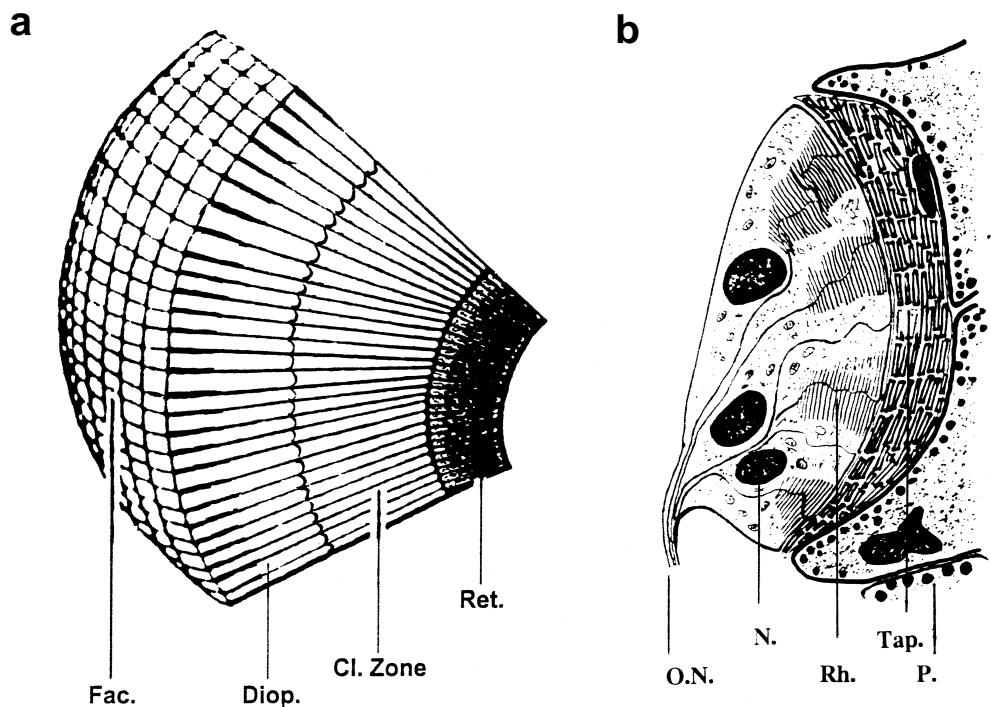 a
b
Ret.
Cl. Zone
Fac.
Diop.
N.
Tap.
O.N.
Rh.
P.